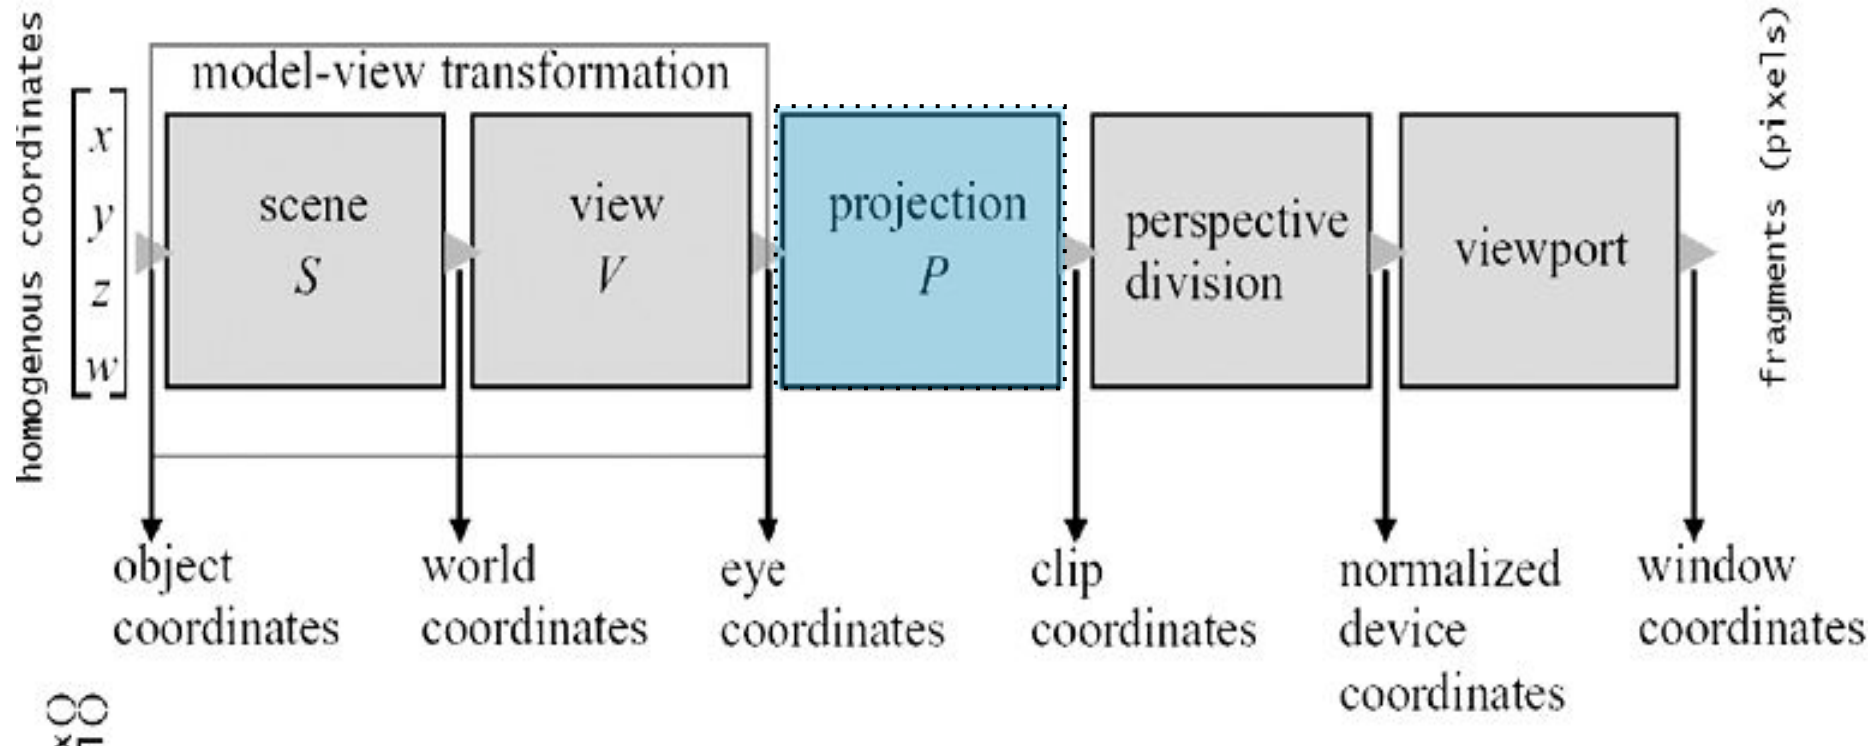 homogenous coordinates
x
y
z
w
model-view transformation
scene
S
view
V
projection
P
perspective
division
viewport
fragments (pixels)
object
coordinates
world
coordinates
eye
coordinates
clip
coordinates
normalized
device
coordinates
window
coordinates